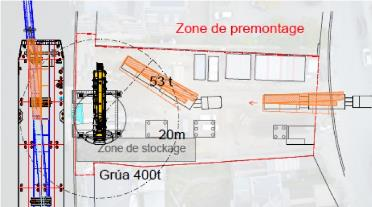 Zone de premontage
53 t
20m
Zone de stockage
Grúa 400t